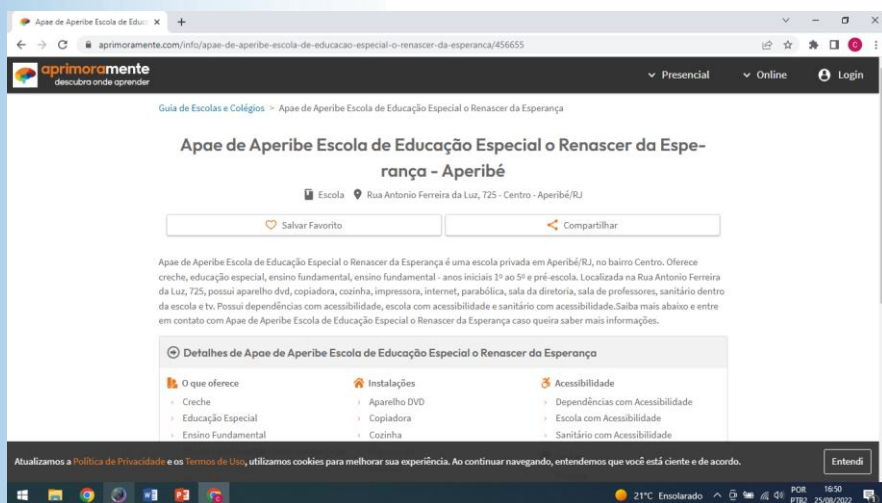 Apae de Aperibe Escola de Educ
aprimoramente.com/info/apae-de-aperibe-escola-de-educacao-especial-o-renascer-da-esperanca/456655
aprimoramente
descubra onde aprender
Presencial
Online
Login
Guia de Escolas e Colégios > Apae de Aperibe Escola de Educação Especial o Renascer da Esperança
Apae de Aperibe Escola de Educação Especial o Renascer da Espe-
rança - Aperibé
Escola Rua Antonio Ferreira da Luz, 725 - Centro - Aperibé/RJ
Salvar Favorito
Compartilhar
Apae de Aperibe Escola de Educação Especial o Renascer da Esperança é uma escola privada em Aperibé/RJ, no bairro Centro. Oferece
creche, educação especial, ensino fundamental, ensino fundamental - anos iniciais 1º ao 5º e pré-escola. Localizada na Rua Antonio Ferreira
da Luz, 725, possui aparelho dvd, copiadora, cozinha, impressora, internet, parabólica, sala da diretoria, sala de professores, sanitário dentro
da escola e tv. Possui dependências com acessibilidade, escola com acessibilidade e sanitário com acessibilidade.Saiba mais abaixo e entre
em contato com Apae de Aperibe Escola de Educação Especial o Renascer da Esperança caso queira saber mais informações.
Detalhes de Apae de Aperibe Escola de Educação Especial o Renascer da Esperança
O que oferece
Creche
Educação Especial
Ensino Fundamental
Instalações
Aparelho DVD
Copiadora
Cozinha
Acessibilidade
Dependências com Acessibilidade
Escola com Acessibilidade
Sanitário com Acessibilidade
Atualizamos a Política de Privacidade e os Termos de Uso, utilizamos cookies para melhorar sua experiência. Ao continuar navegando, entendemos que você está ciente e de acordo.
Entendi
21°C Ensolarado
POR
PTB2
16:50
25/08/2022